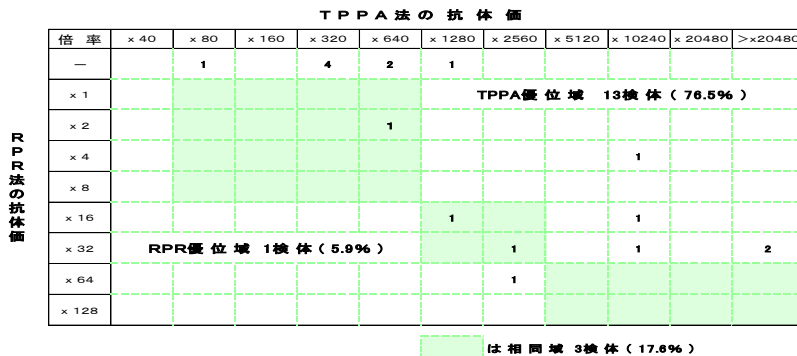 TPPA法の抗体価
倍率 ×40 ×80 ×160 ×320 ×640 ×1280 ×2560 ×5120 ×10240 ×20480 >×20480
ー 1 4 2 1
×1 TPPA優位域 13検体(76.5%)
×2 1
×4 1
×8
×16 1 1
×32 RPR優位域 1検体(5.9%) 1 1 2
×64 1
×128
RPR法の抗体価
は相同域 3検体(17.6%)